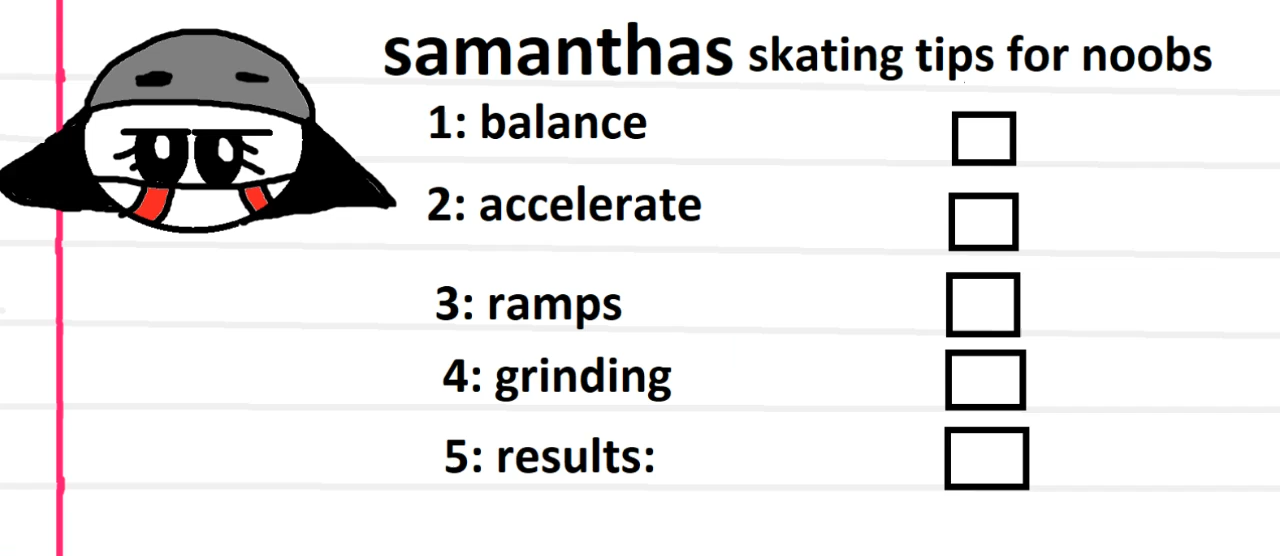 samanthas skating tips for noobs
1: balance
2: accelerate
3: ramps
4: grinding
5: results: